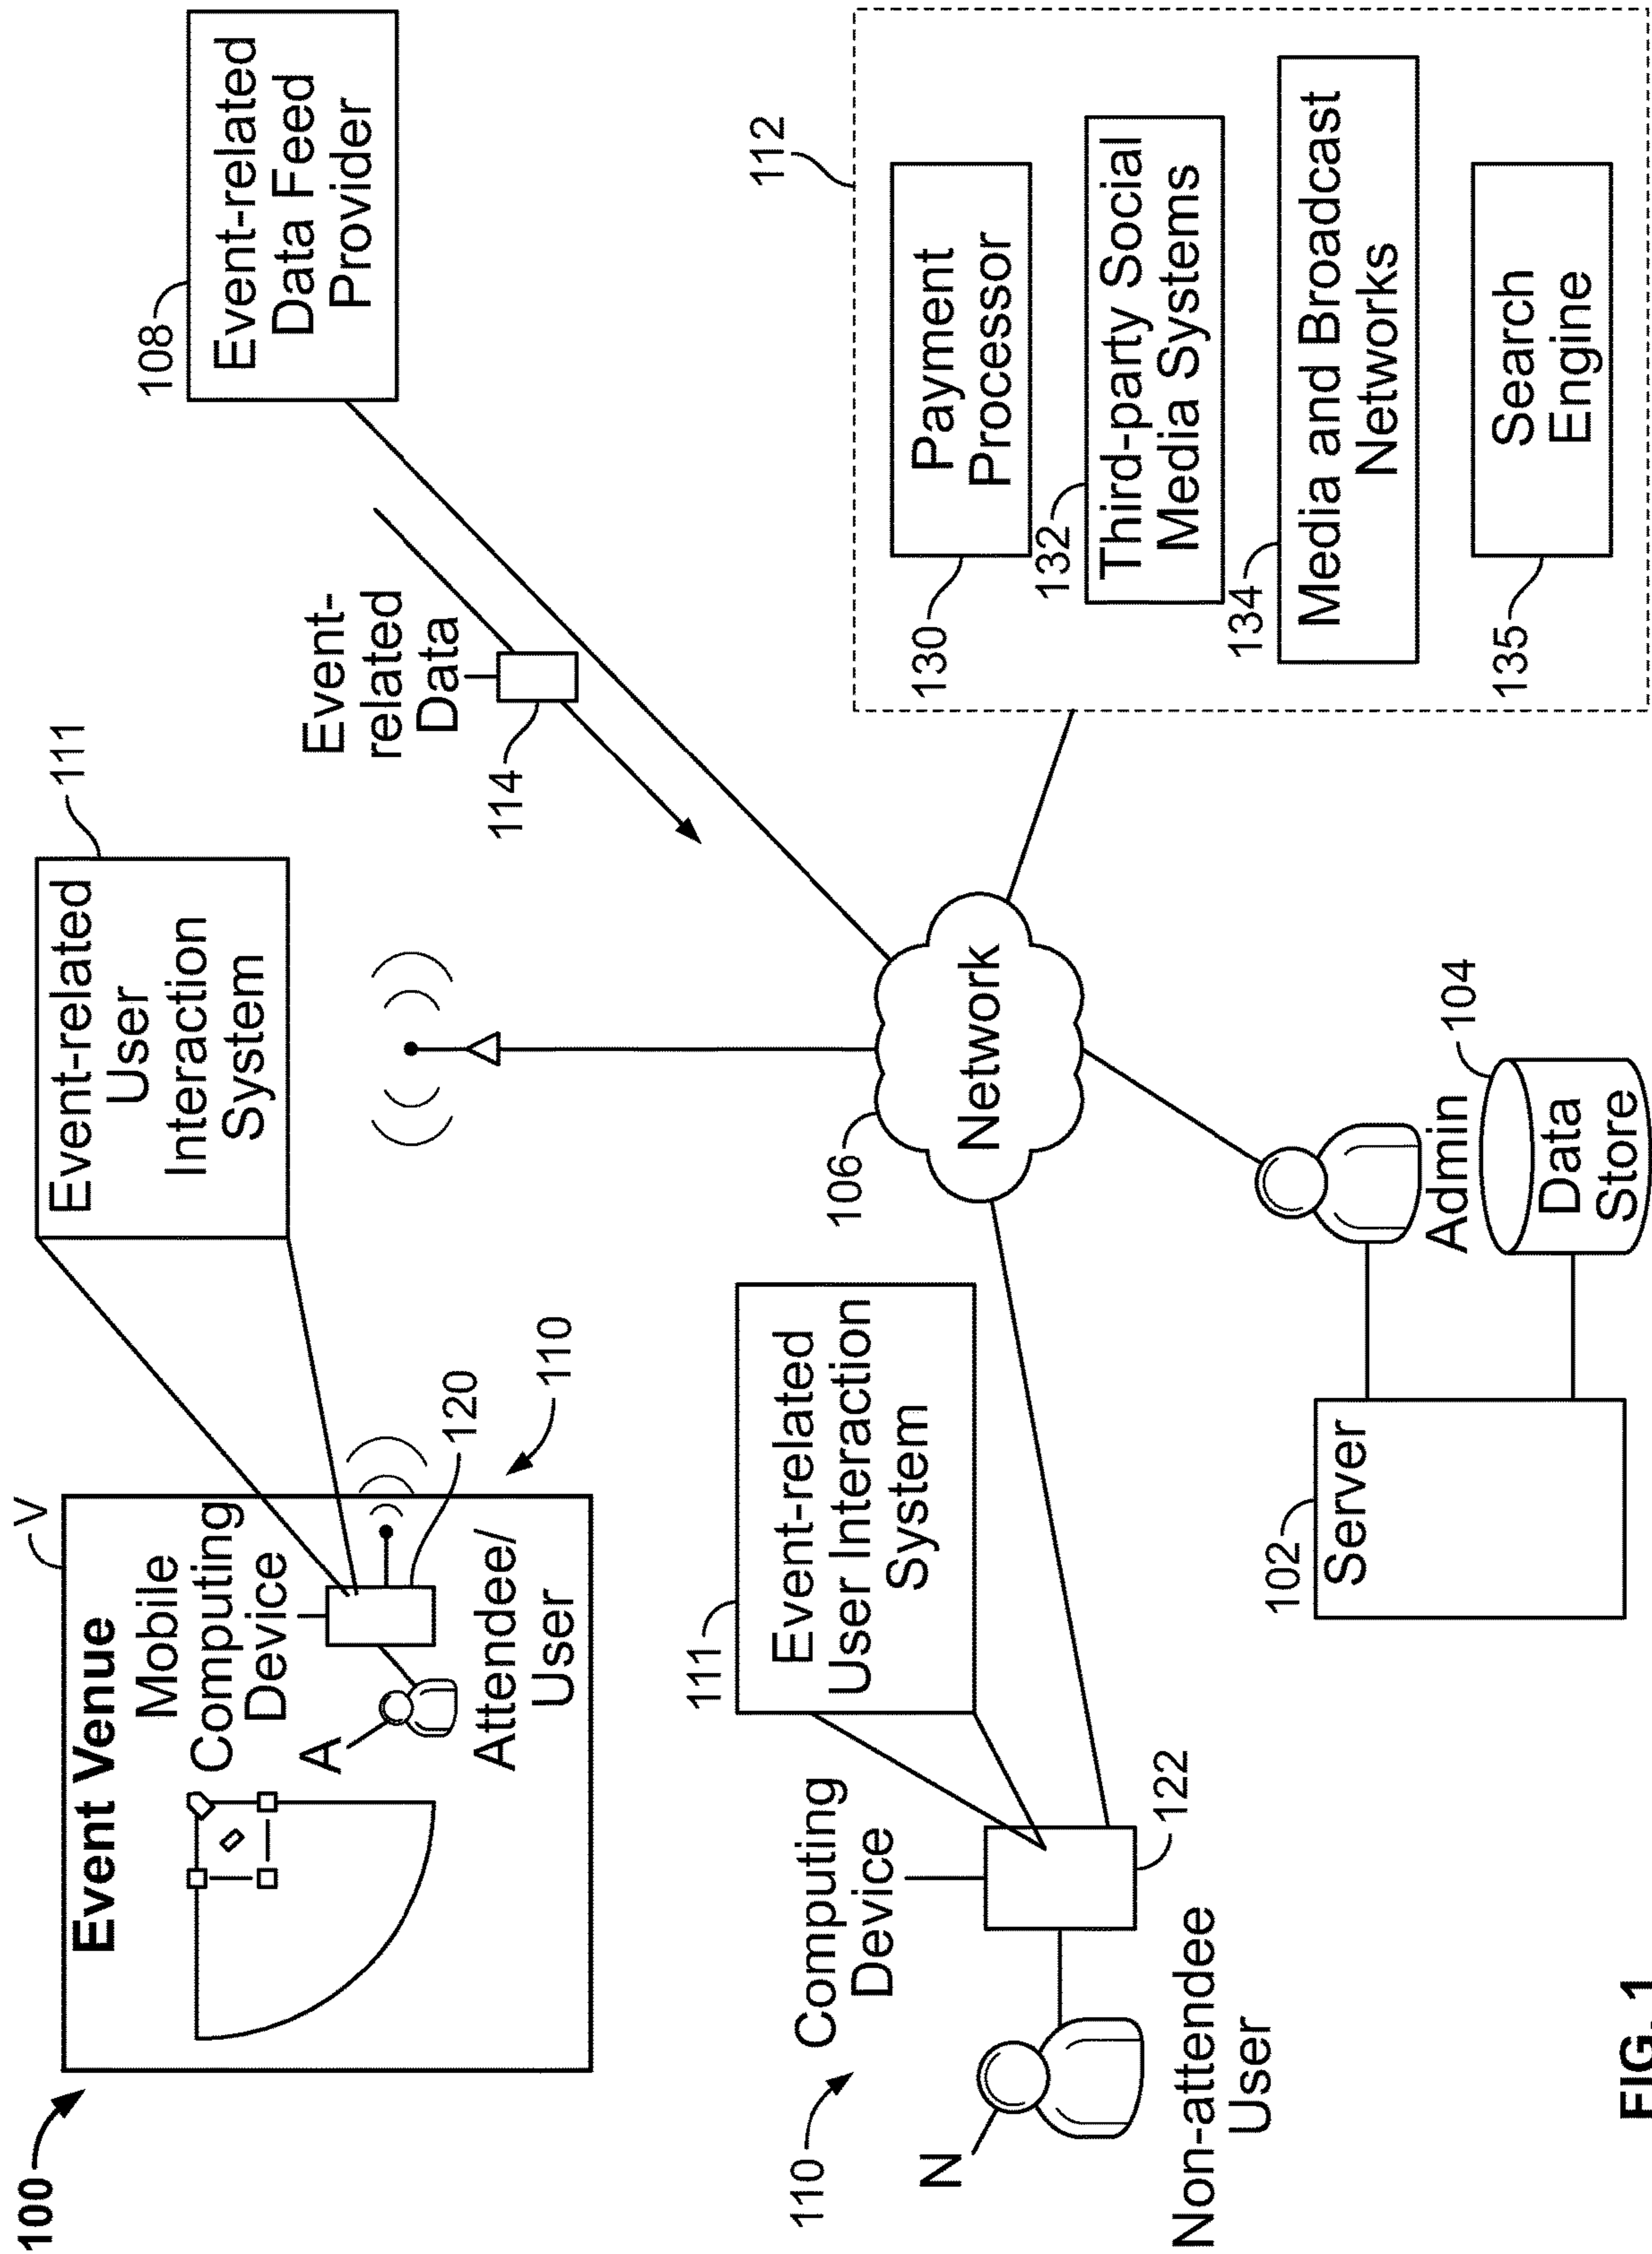 100
V
Event Venue
Mobile
Computing
Device
A
Attendee/
User
120
110
111
Event-related
User
Interaction
System
108
Event-related
Data Feed
Provider
Event-
related
Data
114
112
Payment
Processor
130
Third-party Social
Media Systems
132
Media and Broadcast
Networks
134
Search
Engine
135
106
Network
111
Event-related
User Interaction
System
Computing
Device
110
N
122
Non-attendee
User
102
Server
Admin
104
Data
Store
FIG. 1